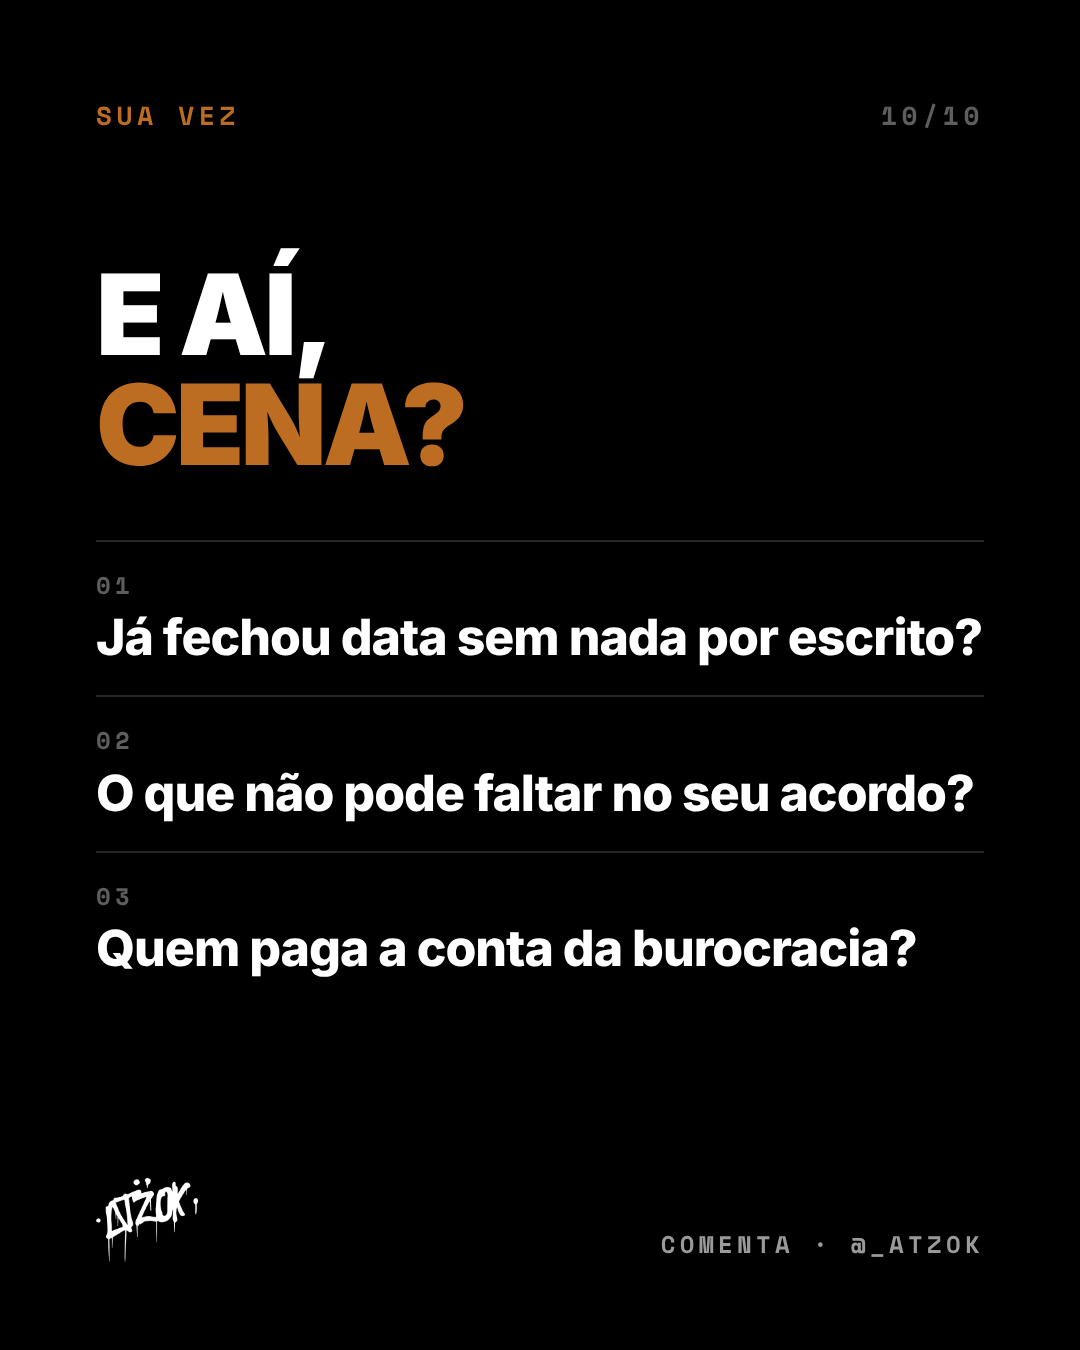 SUA VEZ
10/10
E AÍ,
CENA?
01
Já fechou data sem nada por escrito?
02
O que não pode faltar no seu acordo?
03
Quem paga a conta da burocracia?
ATZOK
COMENTA · @_ATZOK